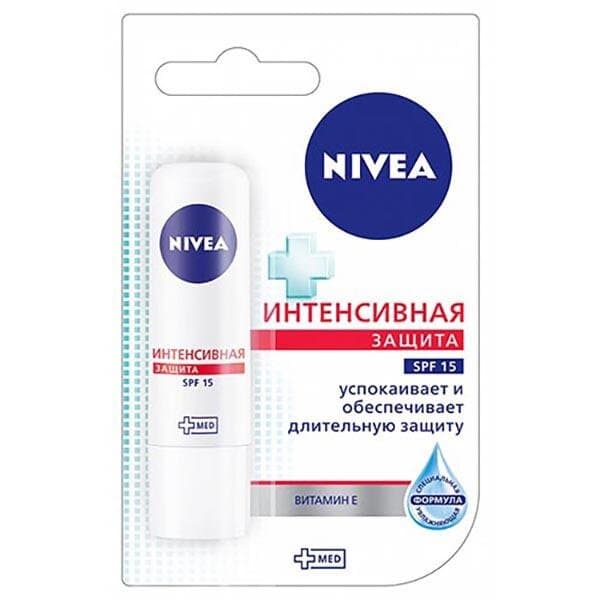 NIVEA
ИНТЕНСИВНАЯ
ЗАЩИТА
SPF 15
успокаивает и
обеспечивает
длительную защиту
ВИТАМИН Е
СПЕЦИАЛЬНАЯ
ФОРМУЛА
УВЛАЖНЯЮЩАЯ
MED
NIVEA
ИНТЕНСИВНАЯ
ЗАЩИТА
SPF 15
MED